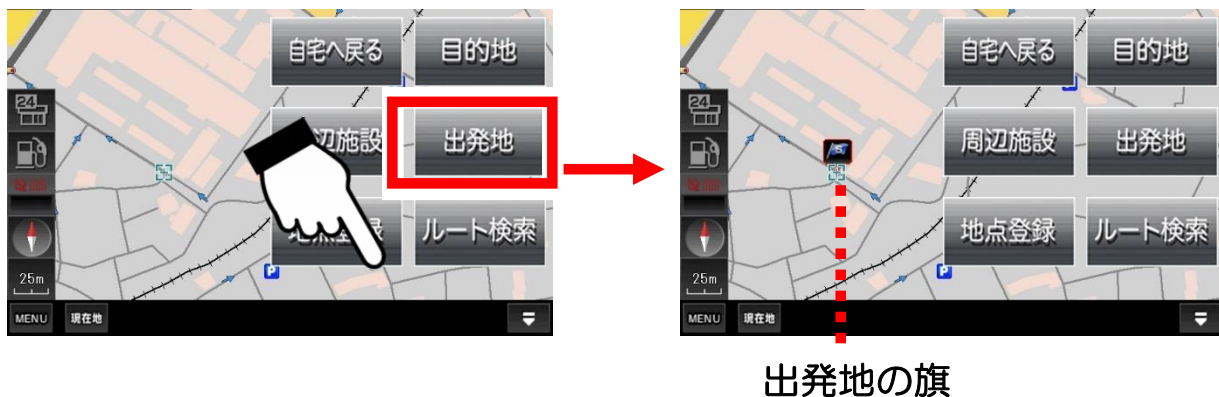 自宅へ戻る 目的地
24
辺施設 出発地
ルート検索
P
25m
MENU 現在地
自宅へ戻る 目的地
24
S
周辺施設 出発地
地点登録 ルート検索
P
25m
MENU 現在地
出発地の旗